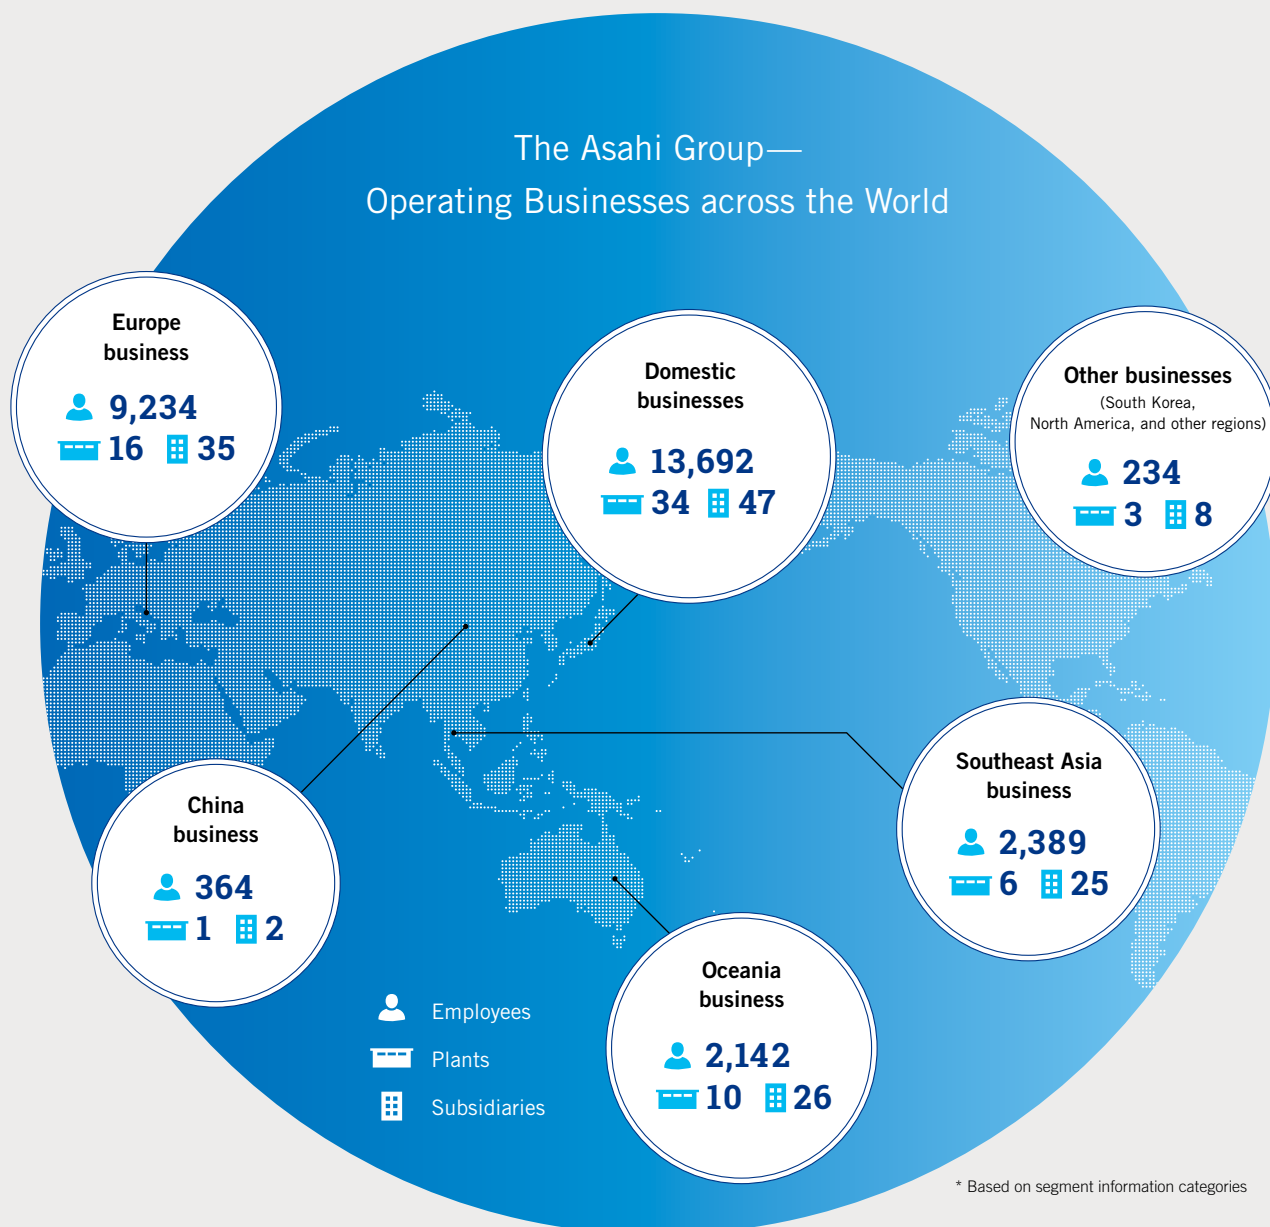 The Asahi Group—
Operating Businesses across the World
Europe
business
9,234
16 35
Domestic
businesses
13,692
34 47
Other businesses
(South Korea,
North America, and other regions)
234
3 8
China
business
364
1 2
Southeast Asia
business
2,389
6 25
Oceania
business
2,142
10 26
Employees
Plants
Subsidiaries
* Based on segment information categories